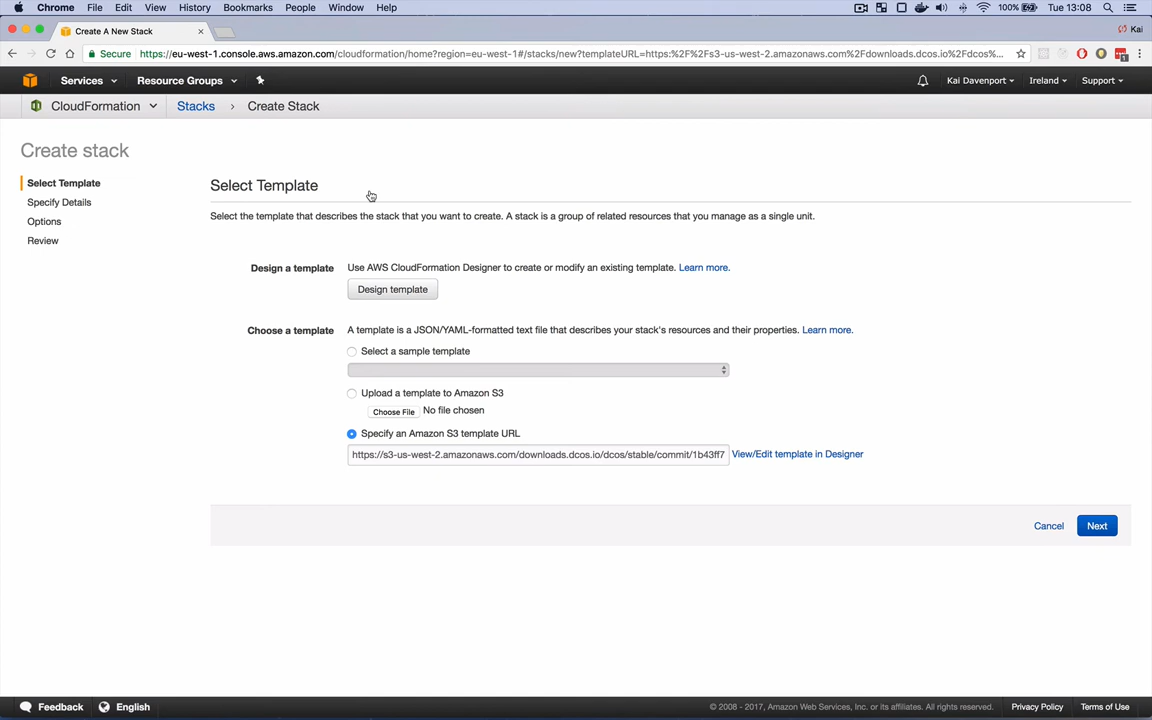 Chrome File Edit View History Bookmarks People Window Help 100% Tue 13:08
Create A New Stack Kai
Secure https://eu-west-1.console.aws.amazon.com/cloudformation/home?region=eu-west-1#/stacks/new?templateURL=https:%2F%2Fs3-us-west-2.amazonaws.com%2Fdownloads.dcos.io%2Fdcos%2...
Services Resource Groups Kai Davenport Ireland Support
CloudFormation Stacks > Create Stack
Create stack
Select Template
Specify Details
Options
Review
Select Template
Select the template that describes the stack that you want to create. A stack is a group of related resources that you manage as a single unit.
Design a template Use AWS CloudFormation Designer to create or modify an existing template. Learn more.
Design template
Choose a template A template is a JSON/YAML-formatted text file that describes your stack's resources and their properties. Learn more.
Select a sample template
Upload a template to Amazon S3
Choose File No file chosen
Specify an Amazon S3 template URL
https://s3-us-west-2.amazonaws.com/downloads.dcos.io/dcos/stable/commit/1b43ff7 View/Edit template in Designer
Cancel Next
Feedback English © 2008 - 2017, Amazon Web Services, Inc. or its affiliates. All rights reserved. Privacy Policy Terms of Use